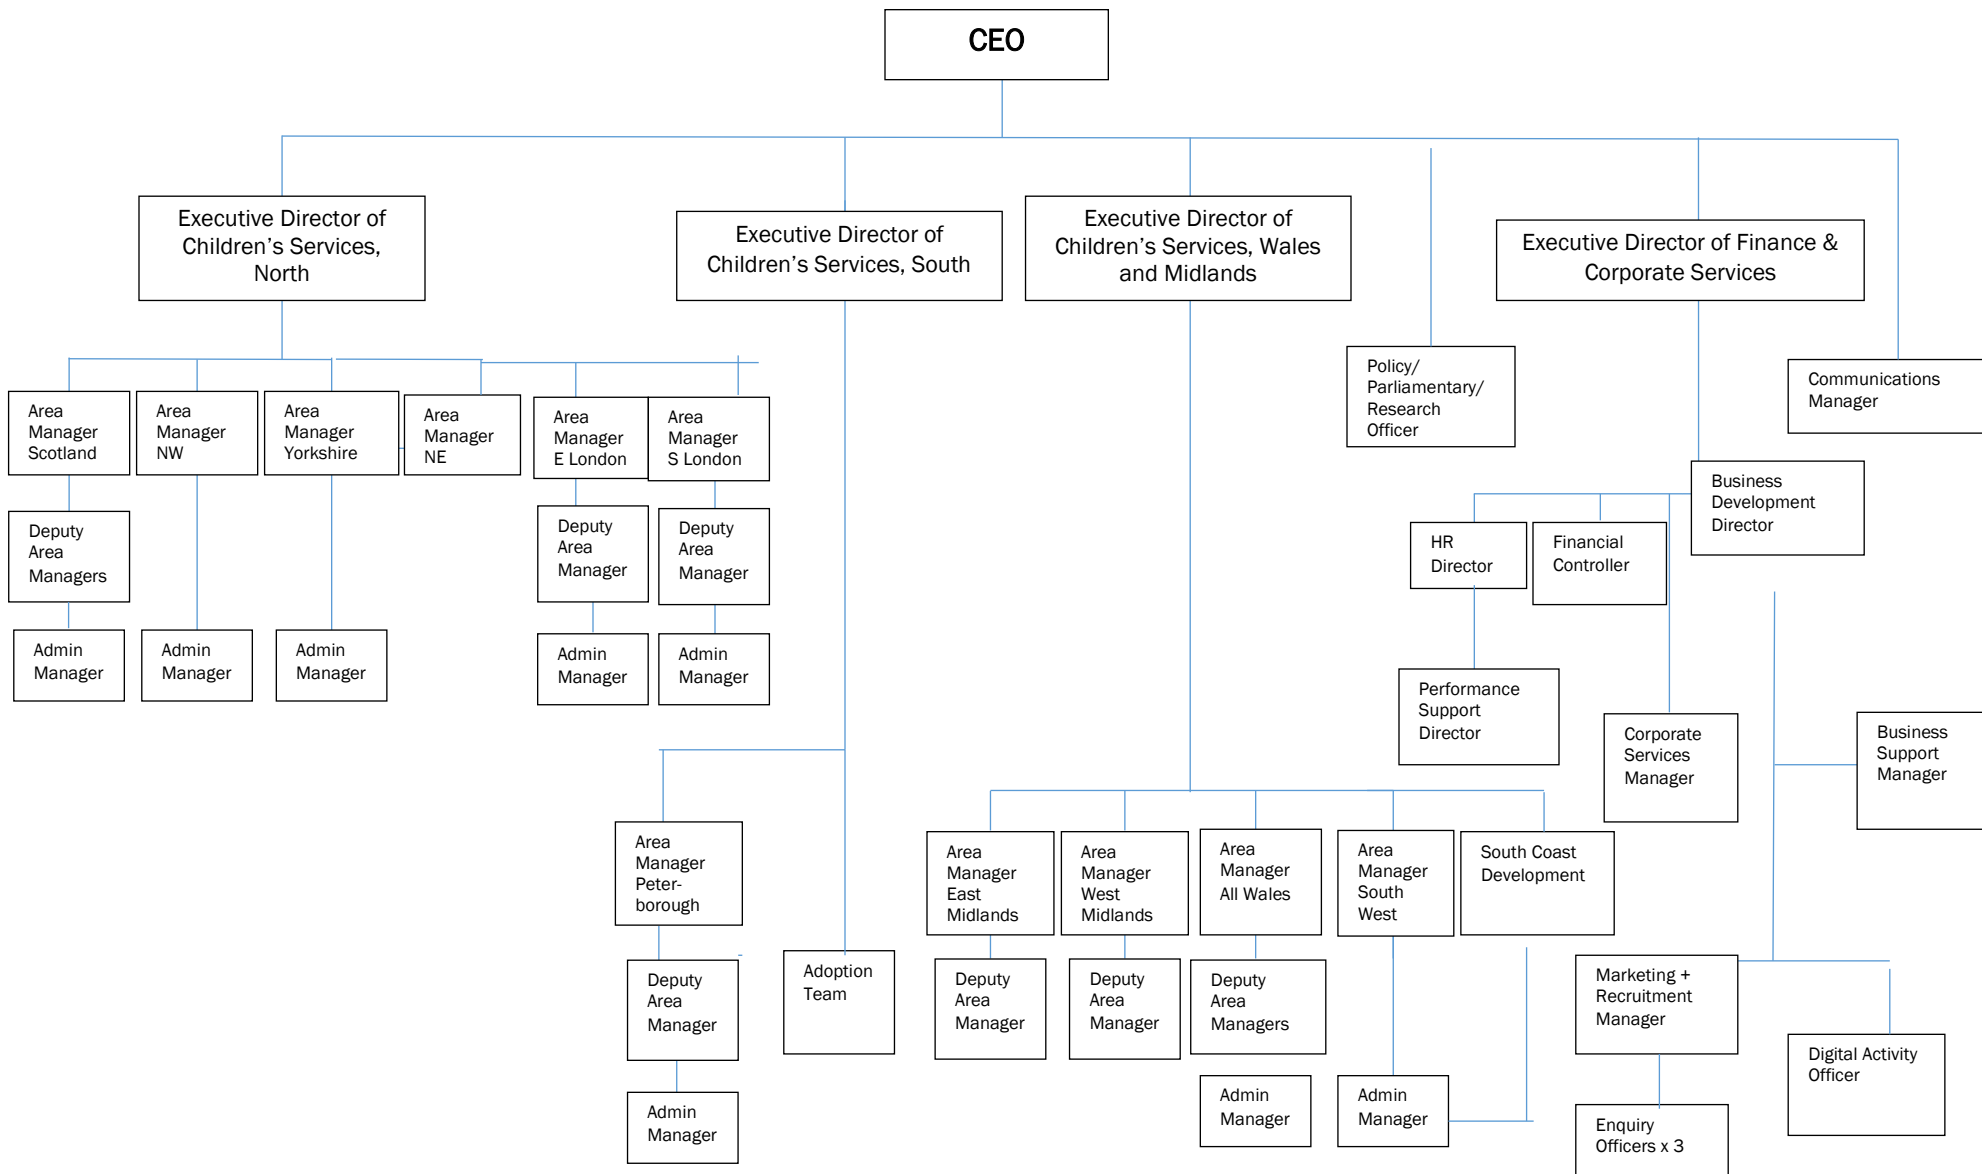 CEO
Executive Director of
Children’s Services,
North
Executive Director of
Children’s Services, South
Executive Director of
Children’s Services, Wales
and Midlands
Executive Director of Finance &
Corporate Services
Policy/
Parliamentary/
Research
Officer
Communications
Manager
Area
Manager
Scotland
Area
Manager
NW
Area
Manager
Yorkshire
Area
Manager
NE
Area
Manager
E London
Area
Manager
S London
Business
Development
Director
HR
Director
Financial
Controller
Deputy
Area
Managers
Deputy
Area
Manager
Deputy
Area
Manager
Admin
Manager
Admin
Manager
Admin
Manager
Admin
Manager
Admin
Manager
Performance
Support
Director
Corporate
Services
Manager
Business
Support
Manager
Area
Manager
Peter-
borough
Area
Manager
East
Midlands
Area
Manager
West
Midlands
Area
Manager
All Wales
Area
Manager
South
West
South Coast
Development
Deputy
Area
Manager
Adoption
Team
Deputy
Area
Manager
Deputy
Area
Manager
Deputy
Area
Managers
Marketing +
Recruitment
Manager
Digital Activity
Officer
Admin
Manager
Admin
Manager
Admin
Manager
Enquiry
Officers x 3